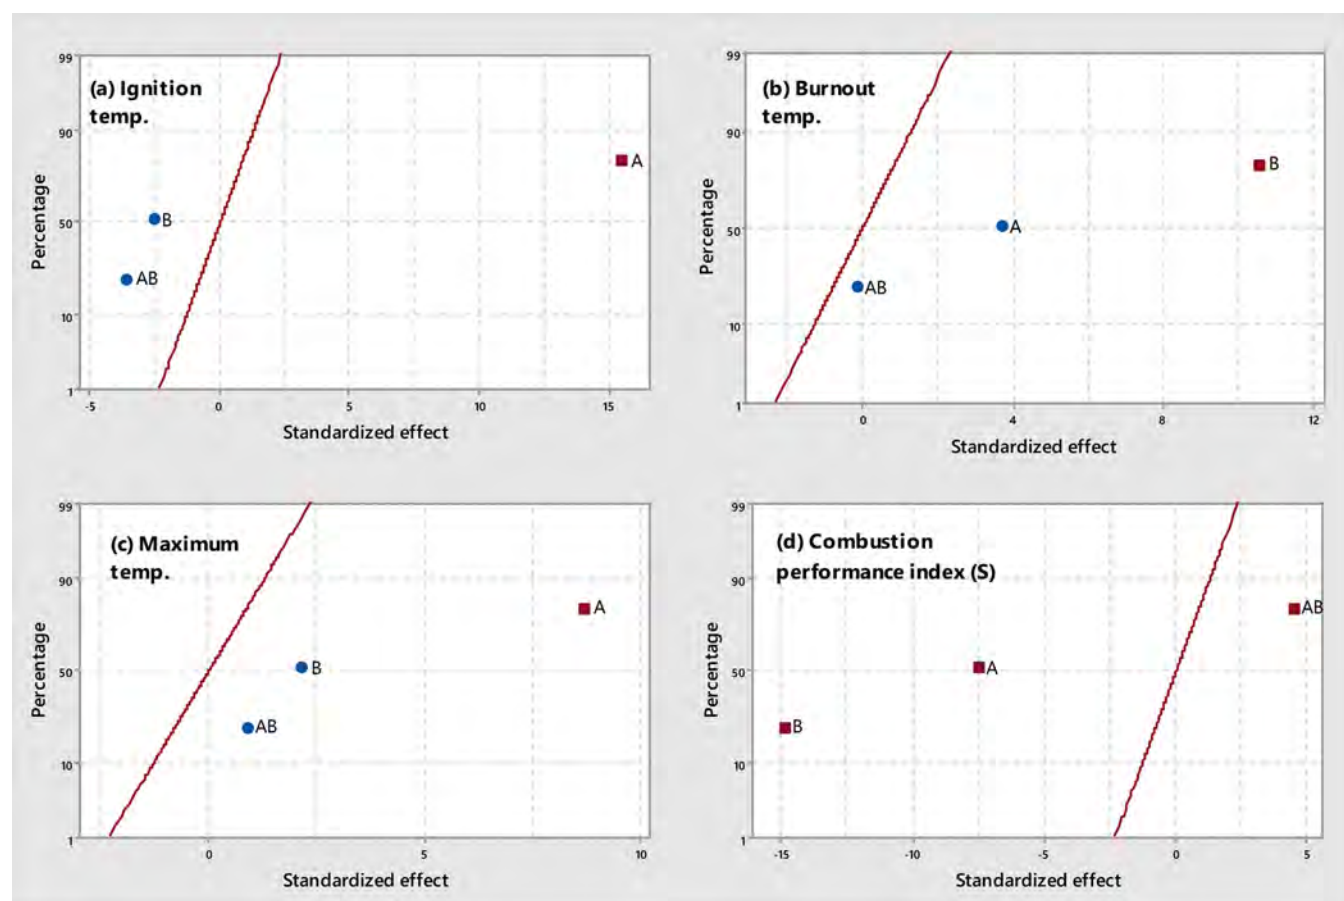 99
(a) Ignition
temp.
90
A
Percentage
B
50
AB
10
1
-5
0
5
10
15
Standardized effect
99
(b) Burnout
temp.
90
B
Percentage
50
A
AB
10
1
0
4
8
12
Standardized effect
99
(c) Maximum
temp.
90
A
Percentage
B
50
AB
10
1
0
5
10
Standardized effect
99
(d) Combustion
performance index (S)
90
AB
Percentage
A
50
B
10
1
-15
-10
-5
0
5
Standardized effect